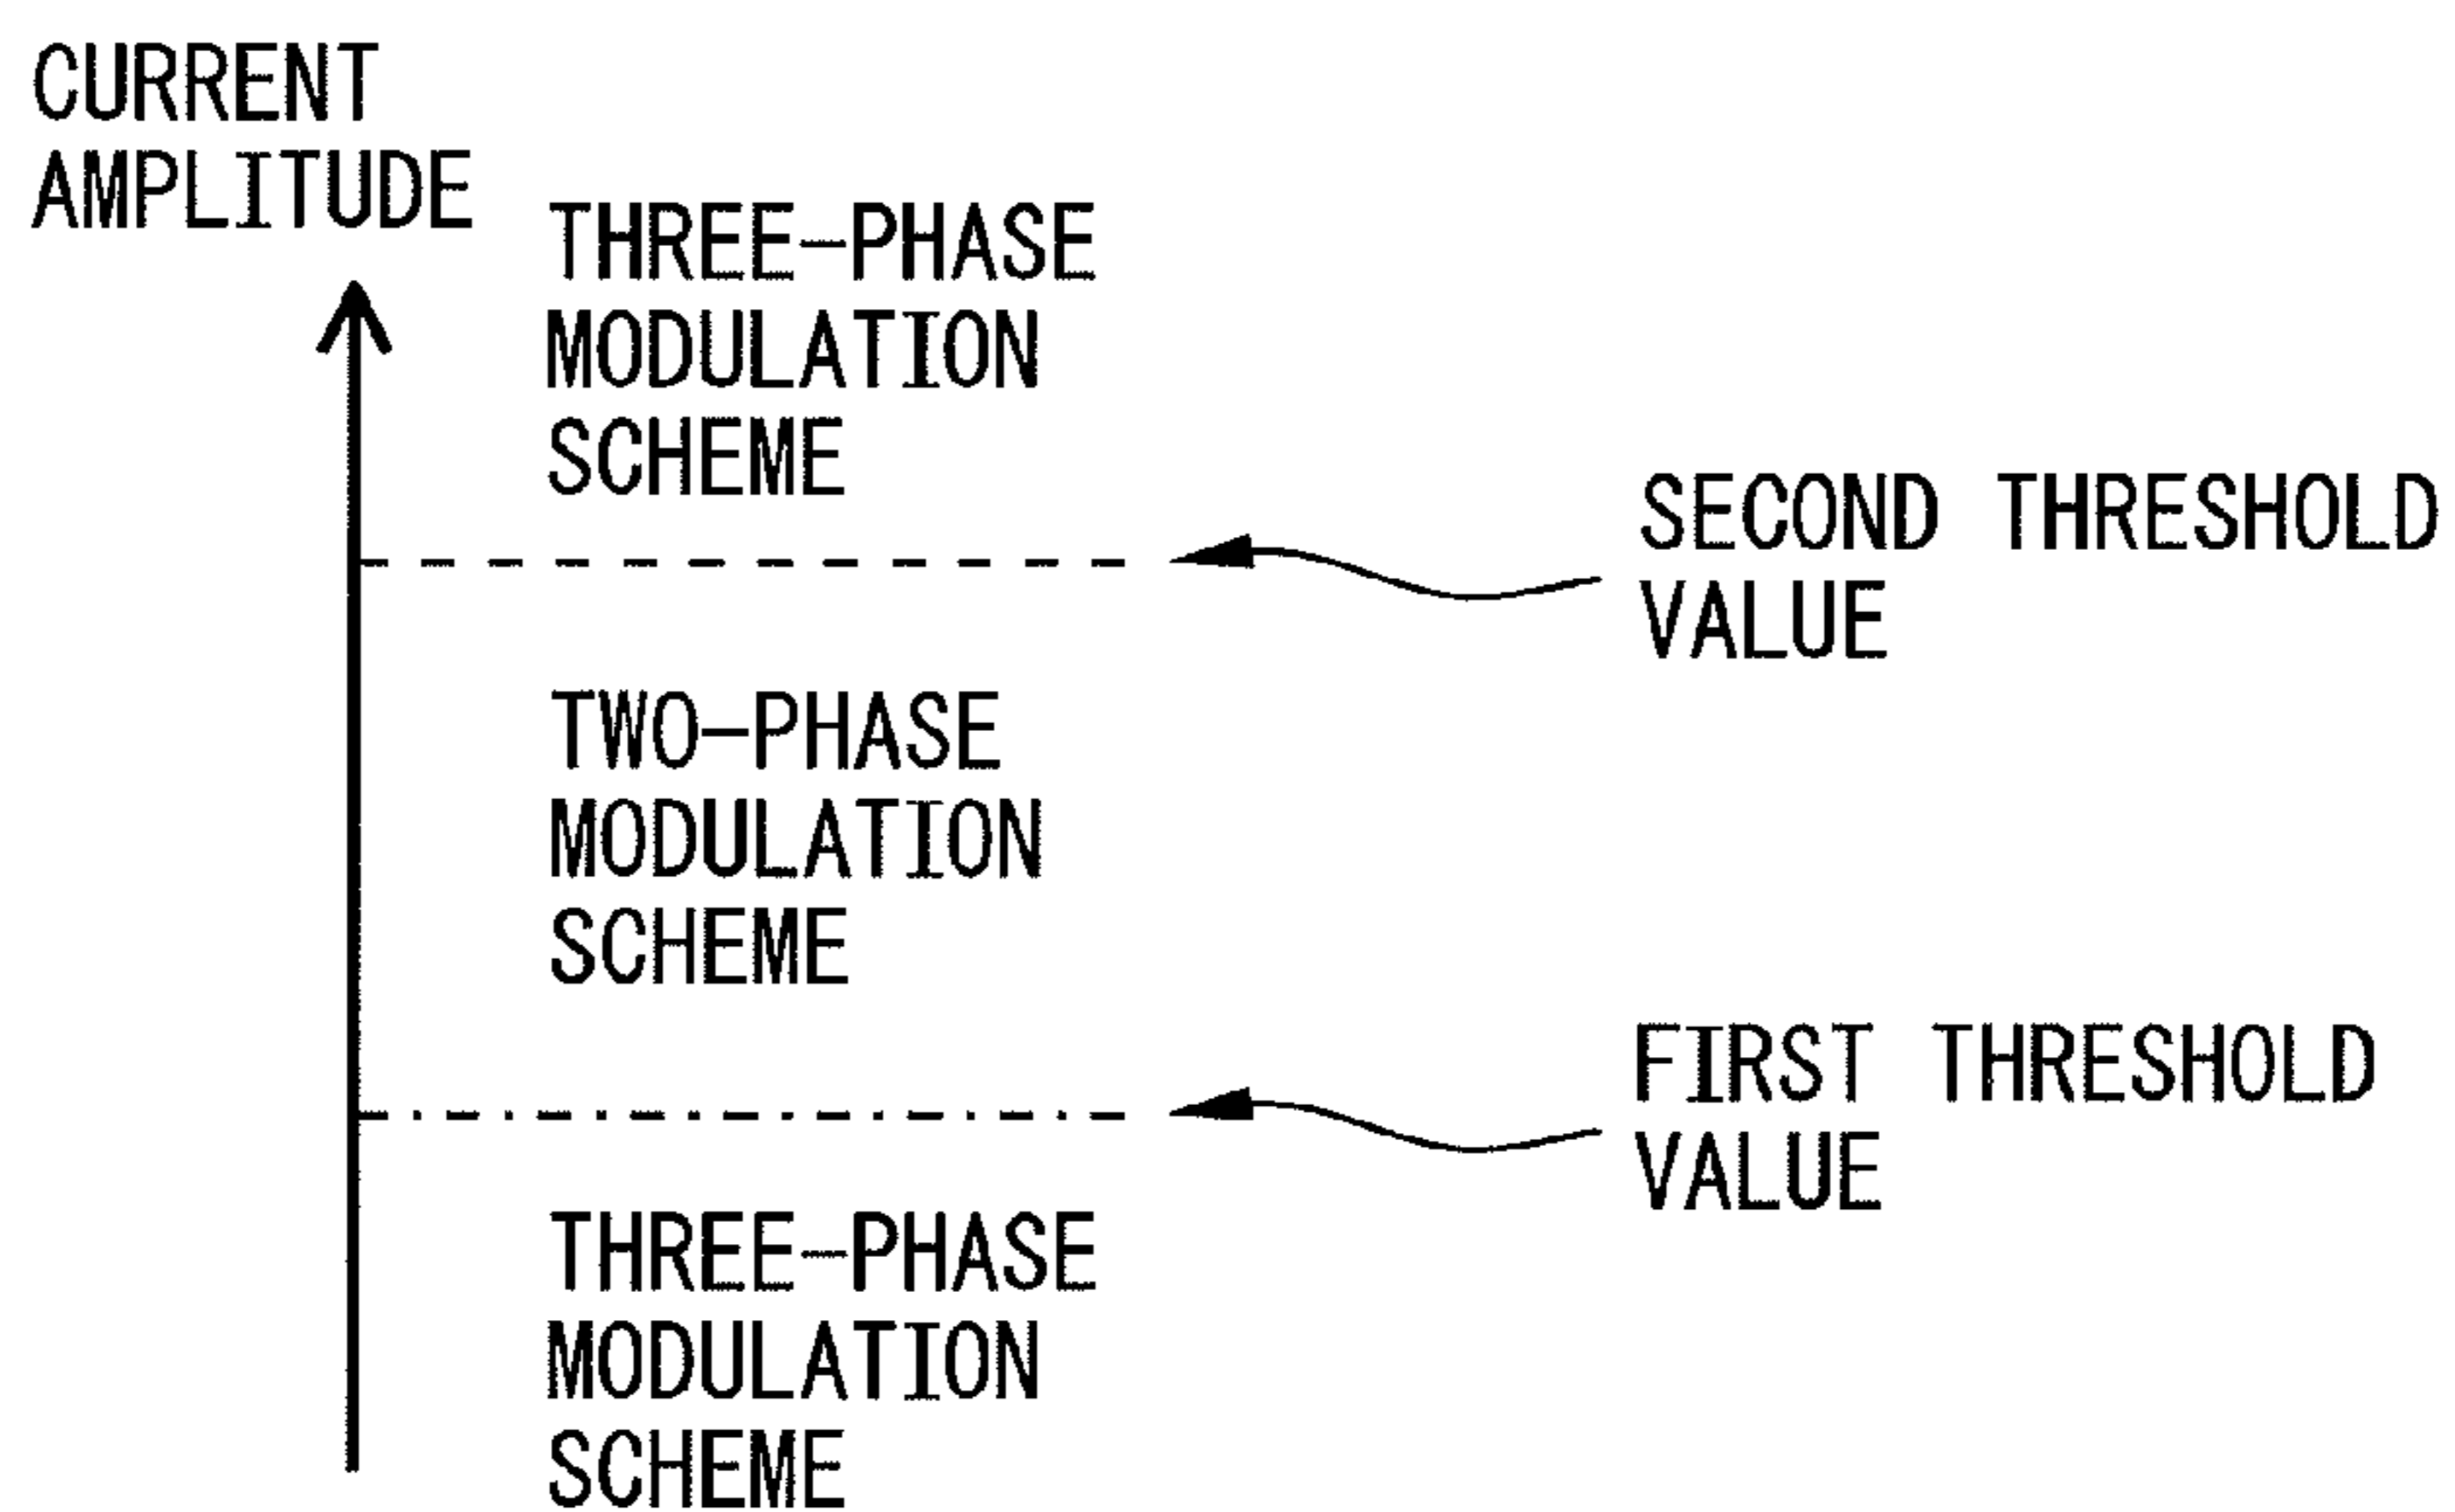 CURRENT
AMPLITUDE
THREE-PHASE
MODULATION
SCHEME
SECOND THRESHOLD
VALUE
TWO-PHASE
MODULATION
SCHEME
FIRST THRESHOLD
VALUE
THREE-PHASE
MODULATION
SCHEME